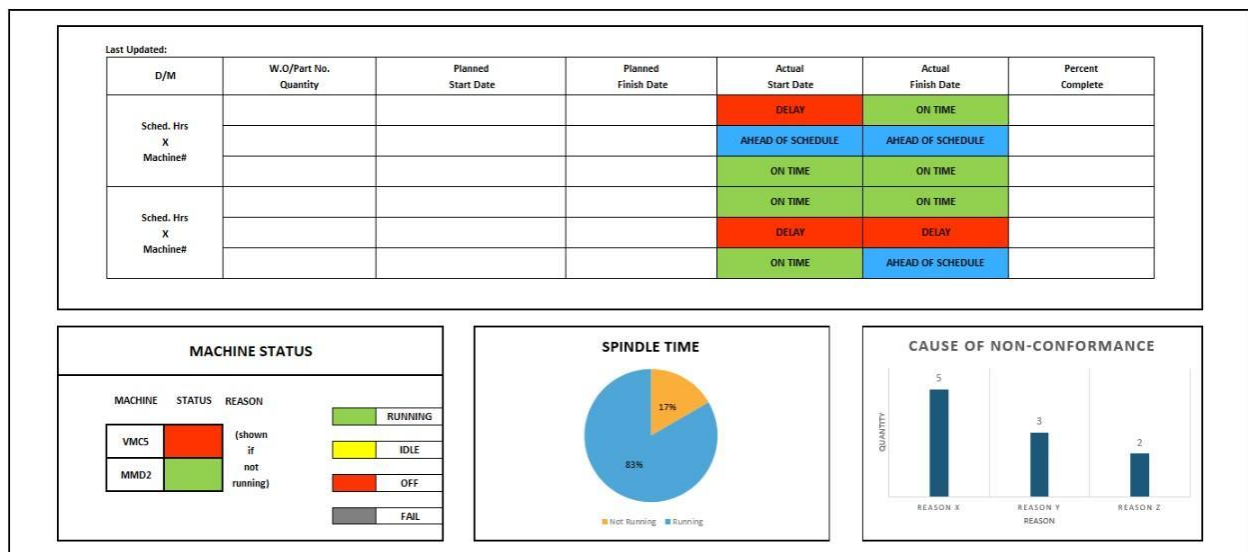 Last Updated:
D/M
W.O/Part No.
Quantity
Planned
Start Date
Planned
Finish Date
Actual
Start Date
Actual
Finish Date
Percent
Complete
Sched. Hrs
X
Machine#
DELAY
ON TIME
AHEAD OF SCHEDULE
AHEAD OF SCHEDULE
ON TIME
ON TIME
Sched. Hrs
X
Machine#
ON TIME
ON TIME
DELAY
DELAY
ON TIME
AHEAD OF SCHEDULE
MACHINE STATUS
MACHINE STATUS REASON
VMC5
MMD2
(shown
if
not
running)
RUNNING
IDLE
OFF
FAIL
SPINDLE TIME
17%
83%
Not Running Running
CAUSE OF NON-CONFORMANCE
QUANTITY
5
3
2
REASON X REASON Y REASON Z
REASON